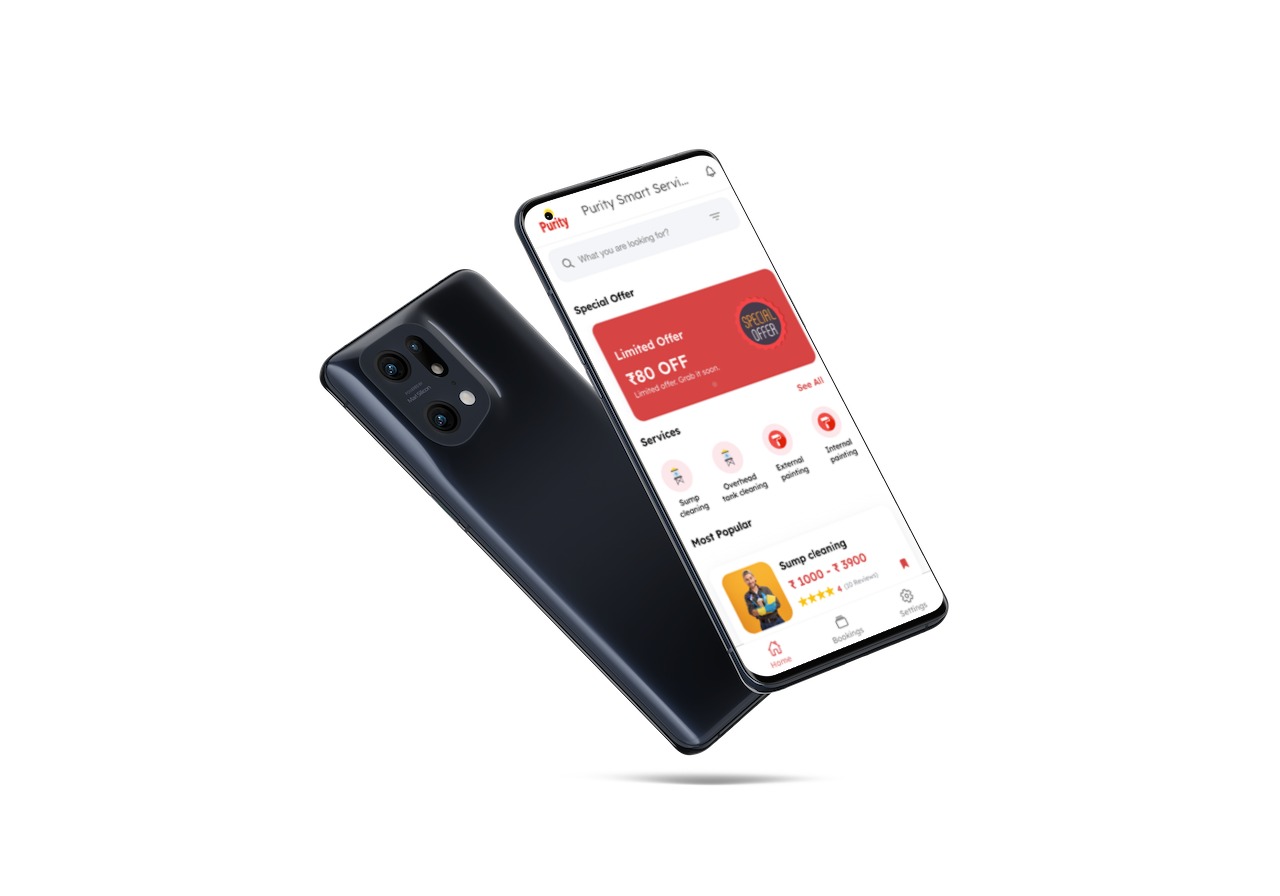 Purity
Purity Smart Servi...
What you are looking for?
Special Offer
Limited Offer
₹80 OFF
Limited offer. Grab it soon.
SPECIAL
OFFER
See All
Services
Sump
cleaning
Overhead
tank cleaning
External
painting
Internal
painting
Most Popular
Sump cleaning
₹ 1000 - ₹ 3900
4 (10 Reviews)
Home
Bookings
Settings